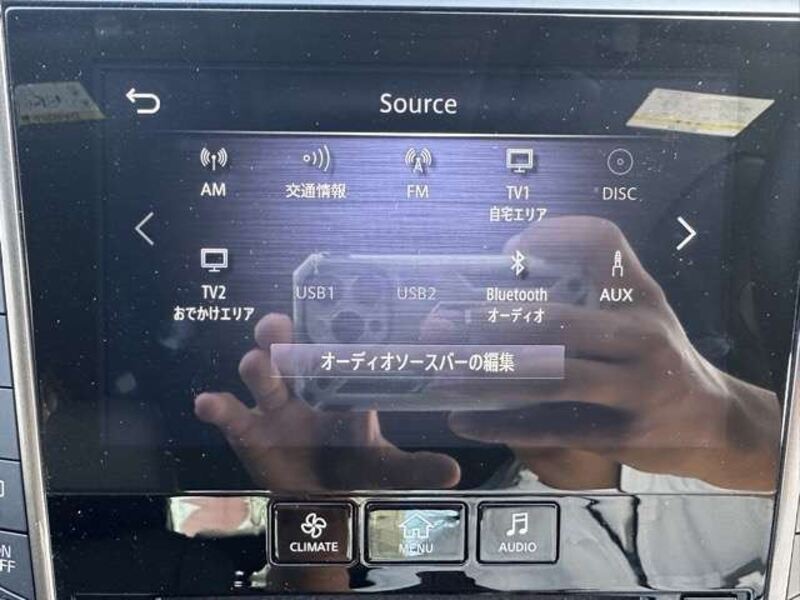 Source
AM
交通情報
FM
TV1
自宅エリア
DISC
TV2
おでかけエリア
USB1
USB2
Bluetooth
オーディオ
AUX
オーディオソースバーの編集
CLIMATE
MENU
AUDIO